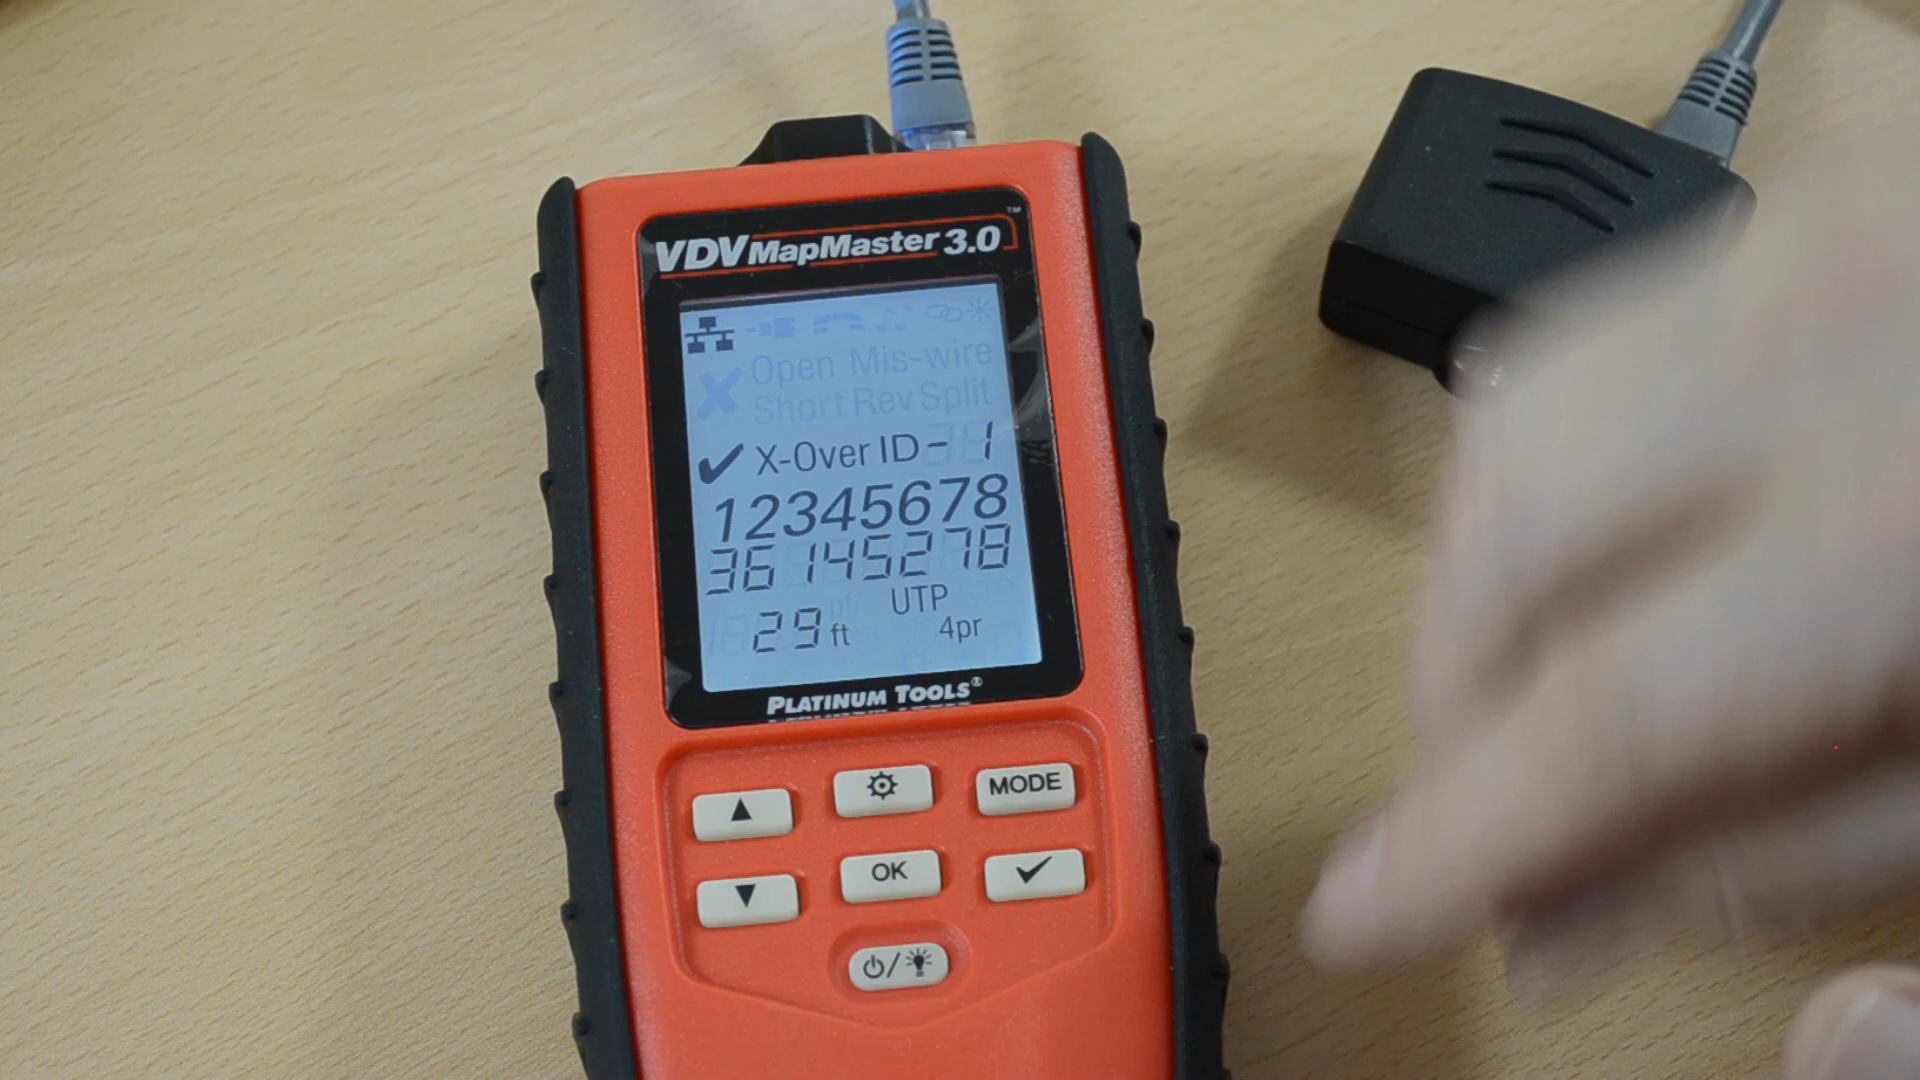 VDV MapMaster 3.0 ™
Open Mis-wire
Short Rev Split
X-Over ID - 1
12345678
36145278
29 ft UTP
4pr
PLATINUM TOOLS®
MODE
OK